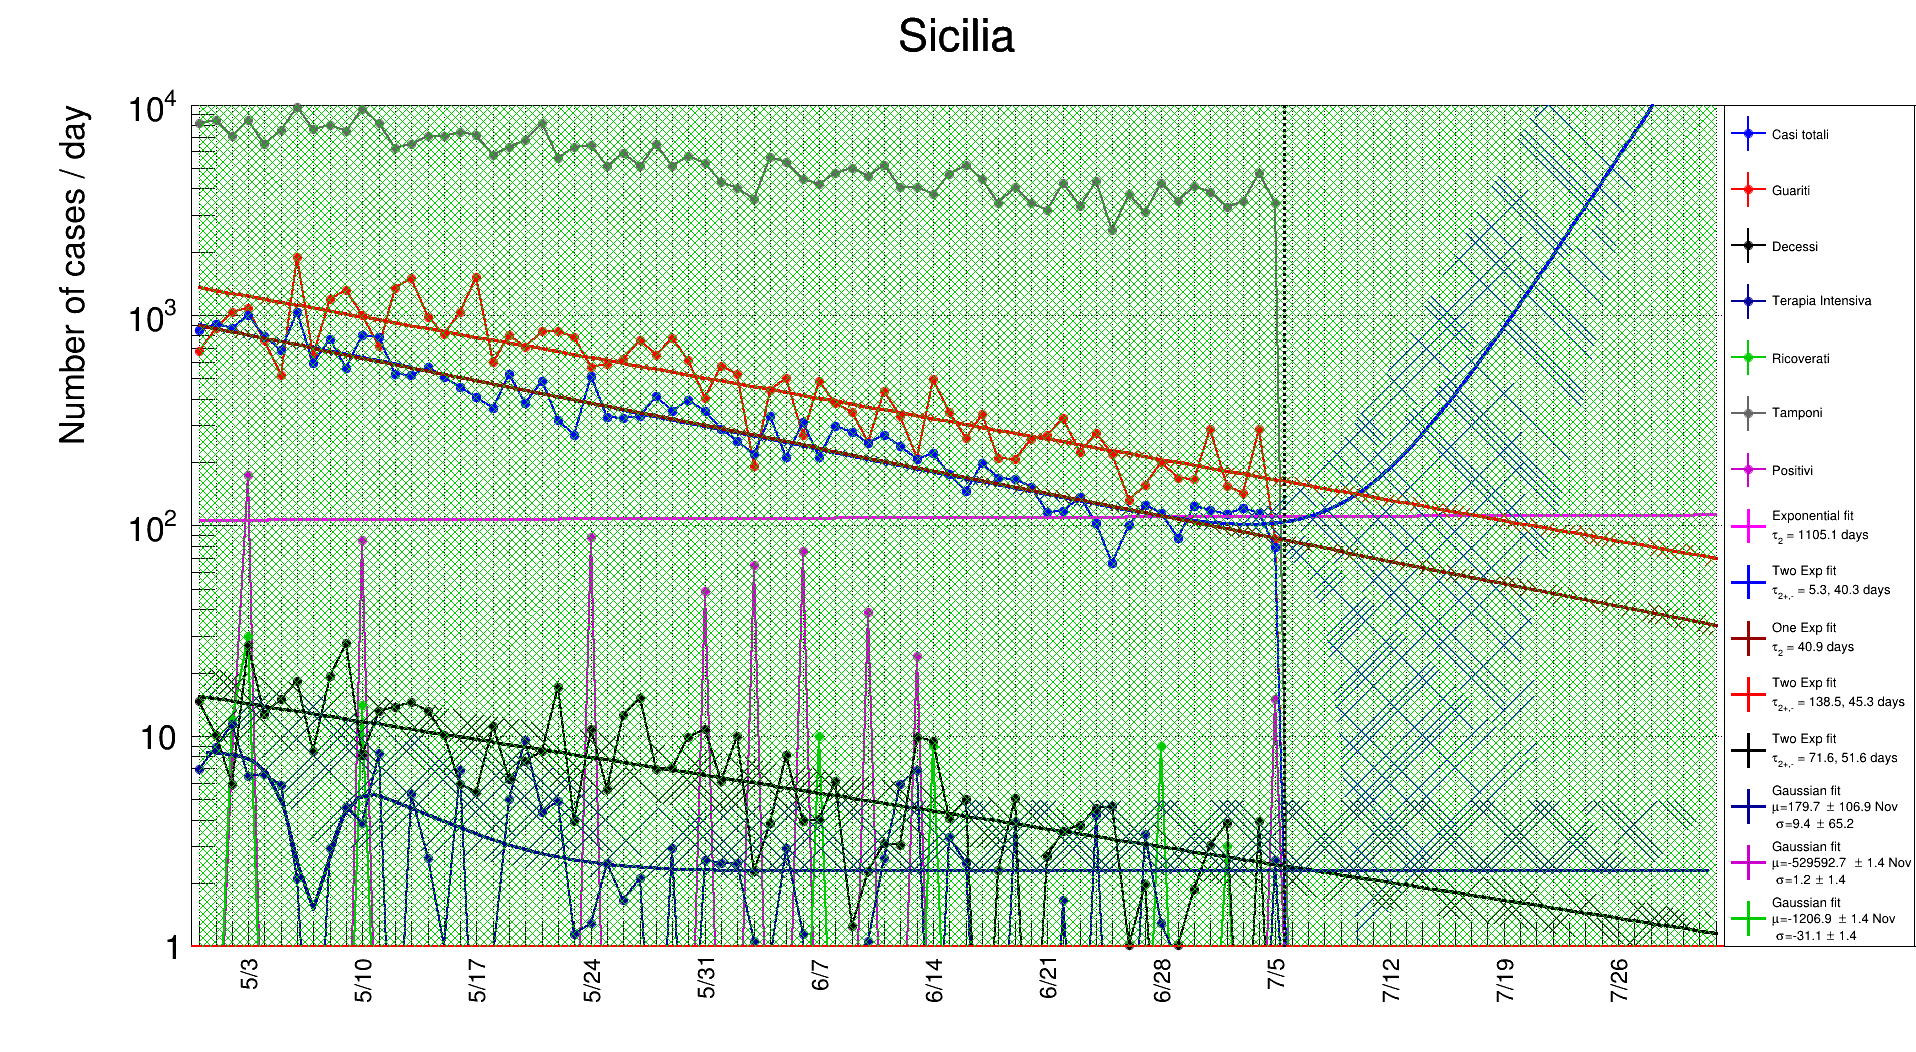 Sicilia
Number of cases / day
10^4
10^3
10^2
10
1
5/3
5/10
5/17
5/24
5/31
6/7
6/14
6/21
6/28
7/5
7/12
7/19
7/26
Casi totali
Guariti
Decessi
Terapia Intensiva
Ricoverati
Tamponi
Positivi
Exponential fit
τ2 = 1105.1 days
Two Exp fit
τ2+,- = 5.3, 40.3 days
One Exp fit
τ2 = 40.9 days
Two Exp fit
τ2+,- = 138.5, 45.3 days
Two Exp fit
τ2+,- = 71.6, 51.6 days
Gaussian fit
μ=179.7 ± 106.9 Nov
σ=9.4 ± 65.2
Gaussian fit
μ=-529592.7 ± 1.4 Nov
σ=1.2 ± 1.4
Gaussian fit
μ=-1206.9 ± 1.4 Nov
σ=-31.1 ± 1.4